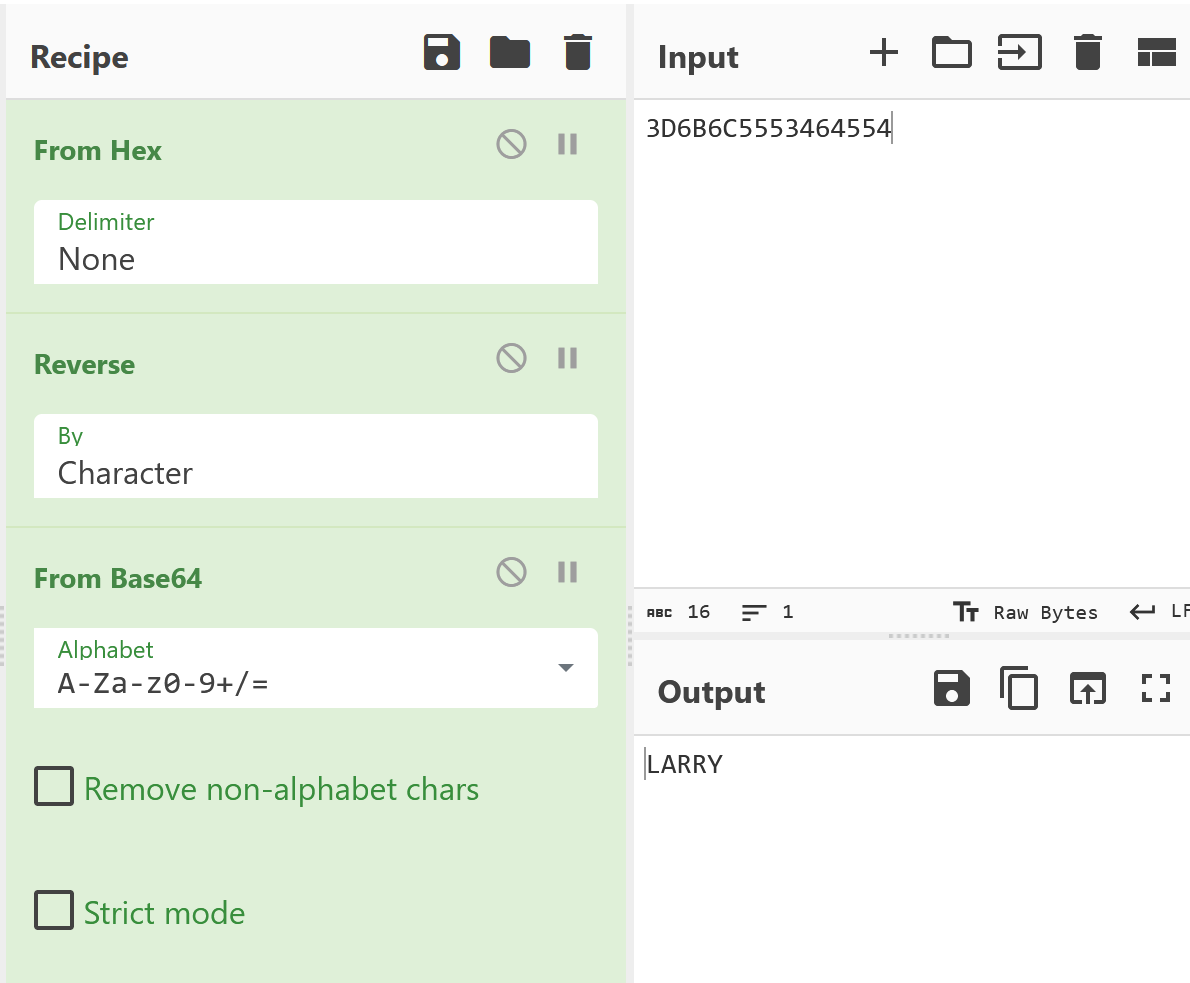 Recipe
From Hex
Delimiter
None
Reverse
By
Character
From Base64
Alphabet
A-Za-z0-9+/=
Remove non-alphabet chars
Strict mode
Input
3D6B6C5553464554
ABC 16 1 Tт Raw Bytes LF
Output
LARRY